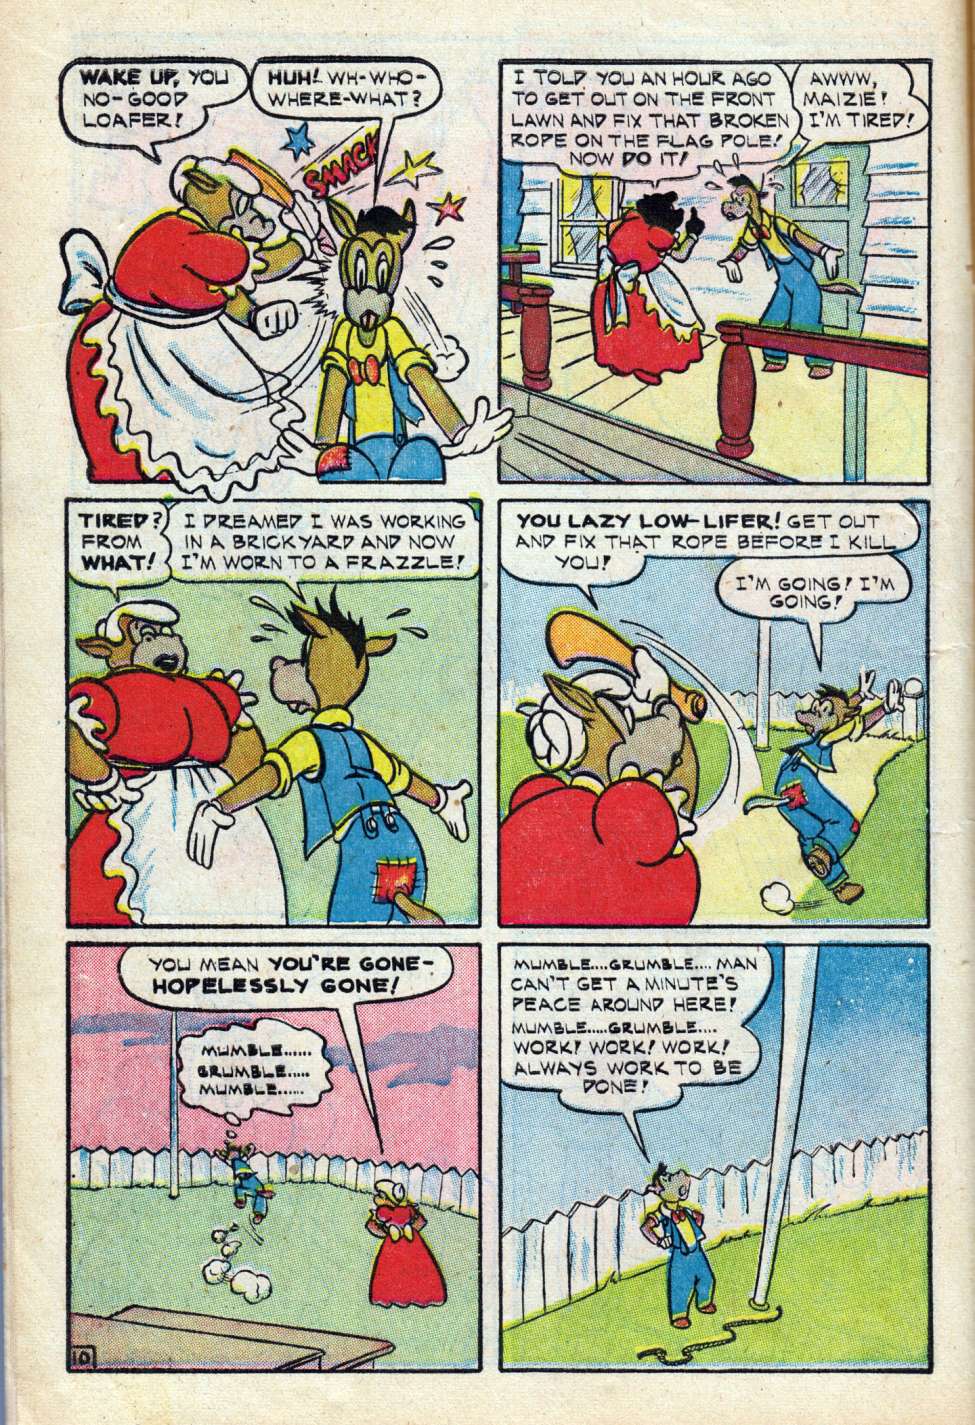 WAKE UP, YOU
NO-GOOD
LOAFER!
HUH! WH-WHO-
WHERE-WHAT?
SMACK
I TOLD YOU AN HOUR AGO
TO GET OUT ON THE FRONT
LAWN AND FIX THAT BROKEN
ROPE ON THE FLAG POLE!
NOW DO IT!
AWWW,
MAIZIE!
I'M TIRED!
TIRED?
FROM
WHAT!
I DREAMED I WAS WORKING
IN A BRICKYARD AND NOW
I'M WORN TO A FRAZZLE!
YOU LAZY LOW-LIFER! GET OUT
AND FIX THAT ROPE BEFORE I KILL
YOU!
I'M GOING! I'M
GOING!
YOU MEAN YOU'RE GONE-
HOPELESSLY GONE!
MUMBLE......
GRUMBLE.....
MUMBLE......
10
MUMBLE....GRUMBLE.... MAN
CAN'T GET A MINUTE'S
PEACE AROUND HERE!
MUMBLE.....GRUMBLE....
WORK! WORK! WORK!
ALWAYS WORK TO BE
DONE!